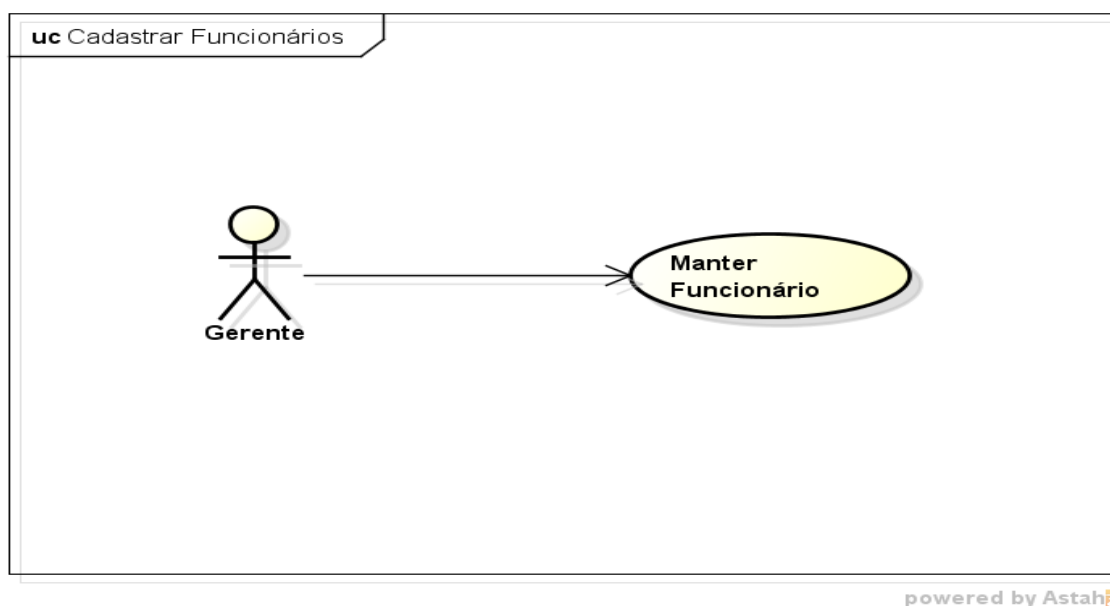 uc Cadastrar Funcionários
Manter
Funcionário
Gerente
powered by Astah